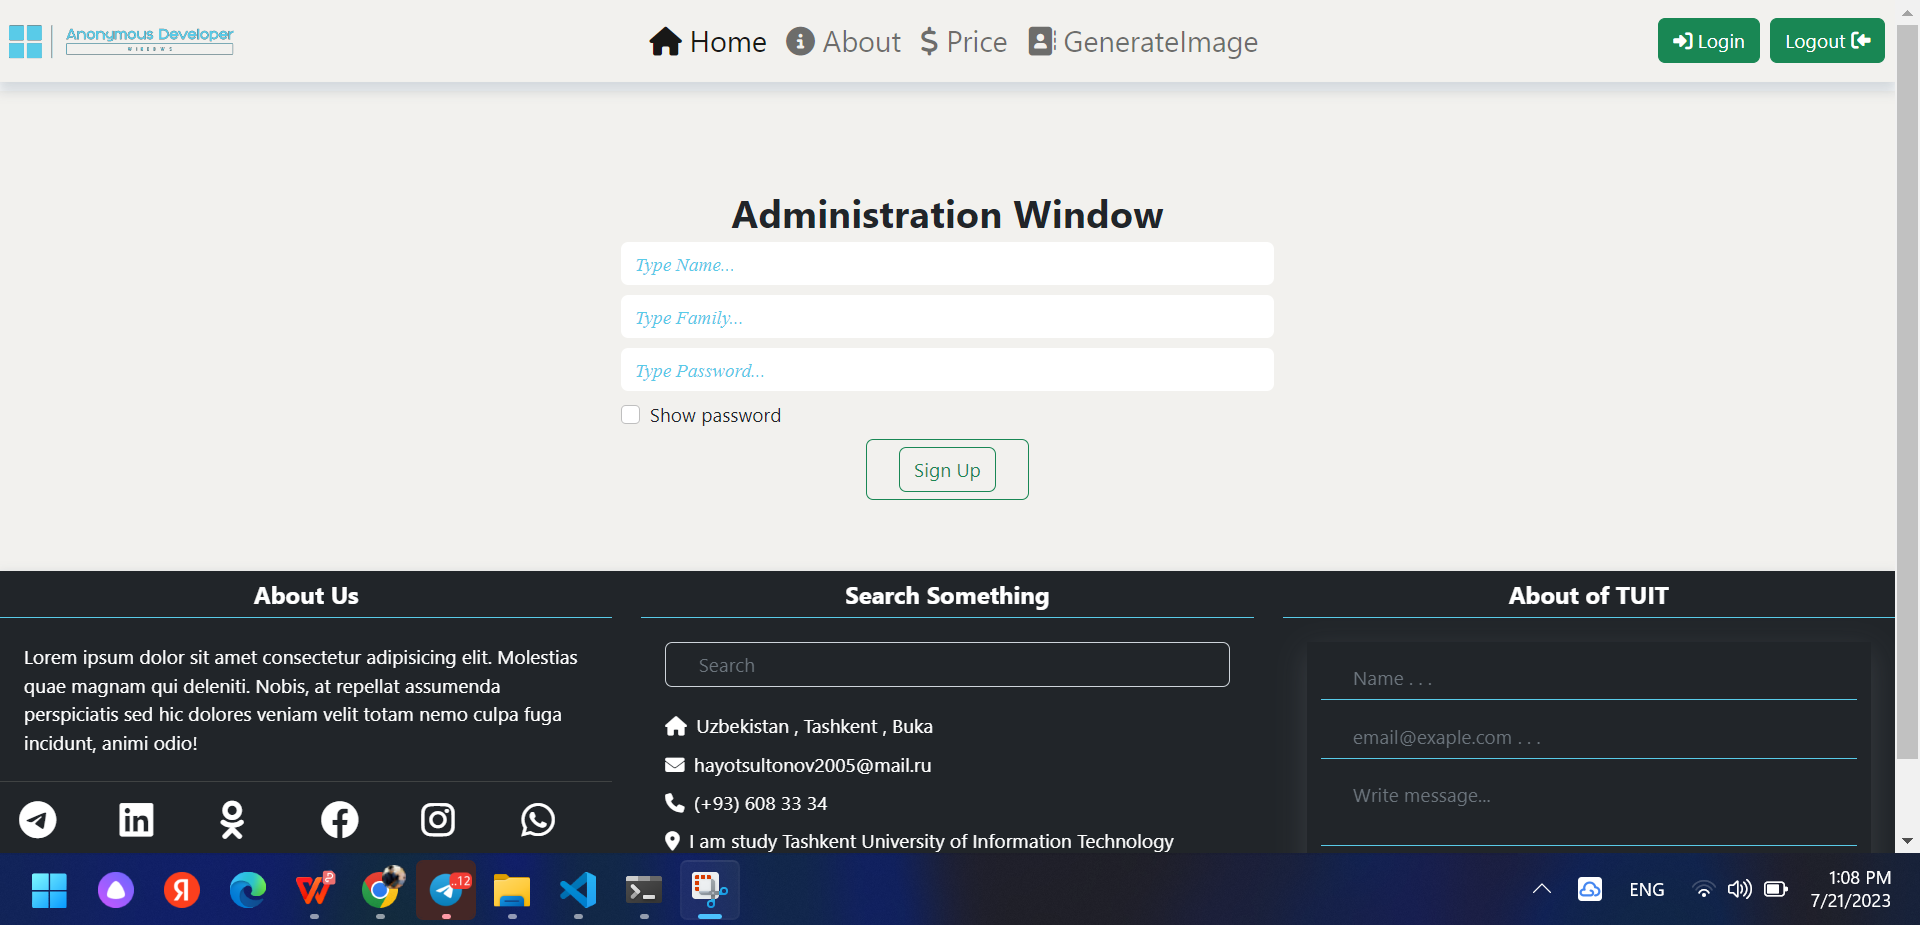 Anonymous Developer
WINDOWS
Home About Price GenerateImage
Login Logout
Administration Window
Type Name...
Type Family...
Type Password...
Show password
Sign Up
About Us
Lorem ipsum dolor sit amet consectetur adipisicing elit. Molestias
quae magnam qui deleniti. Nobis, at repellat assumenda
perspiciatis sed hic dolores veniam velit totam nemo culpa fuga
incidunt, animi odio!
Search Something
Search
Uzbekistan , Tashkent , Buka
hayotsultonov2005@mail.ru
(+93) 608 33 34
I am study Tashkent University of Information Technology
About of TUIT
Name . . .
email@exaple.com . . .
Write message...
..12
ENG
1:08 PM
7/21/2023